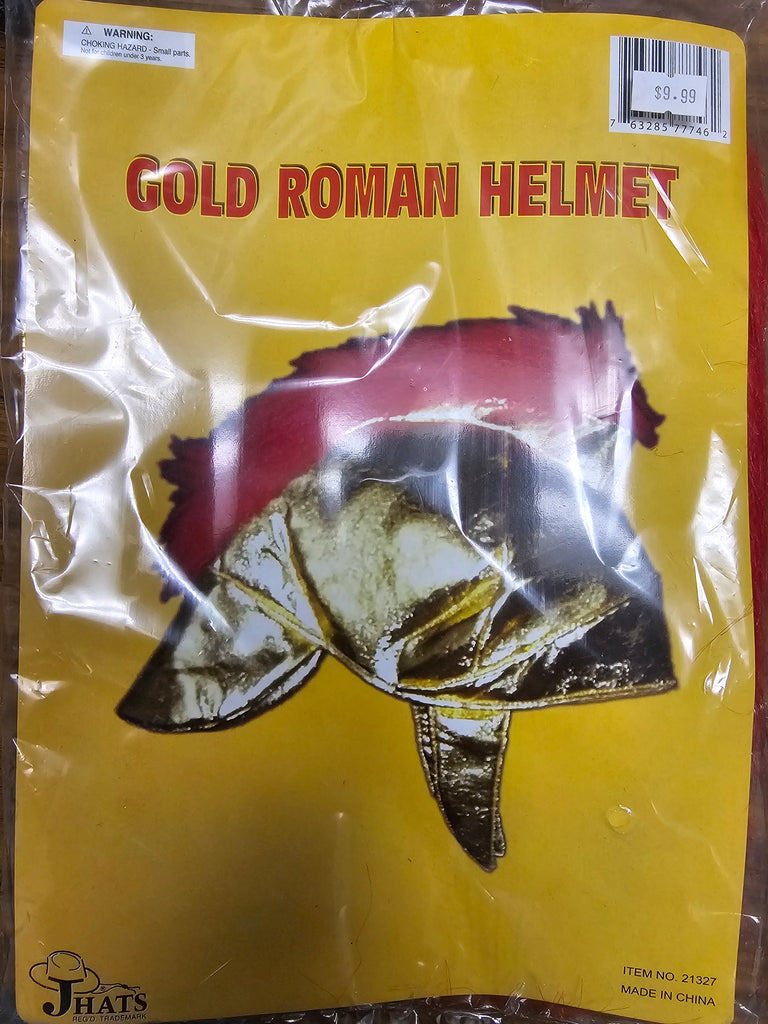 ⚠ WARNING:
CHOKING HAZARD - Small parts.
Not for children under 3 years.
$9.99
7 63285 77746 2
GOLD ROMAN HELMET
JHATS
REG'D. TRADEMARK
ITEM NO. 21327
MADE IN CHINA